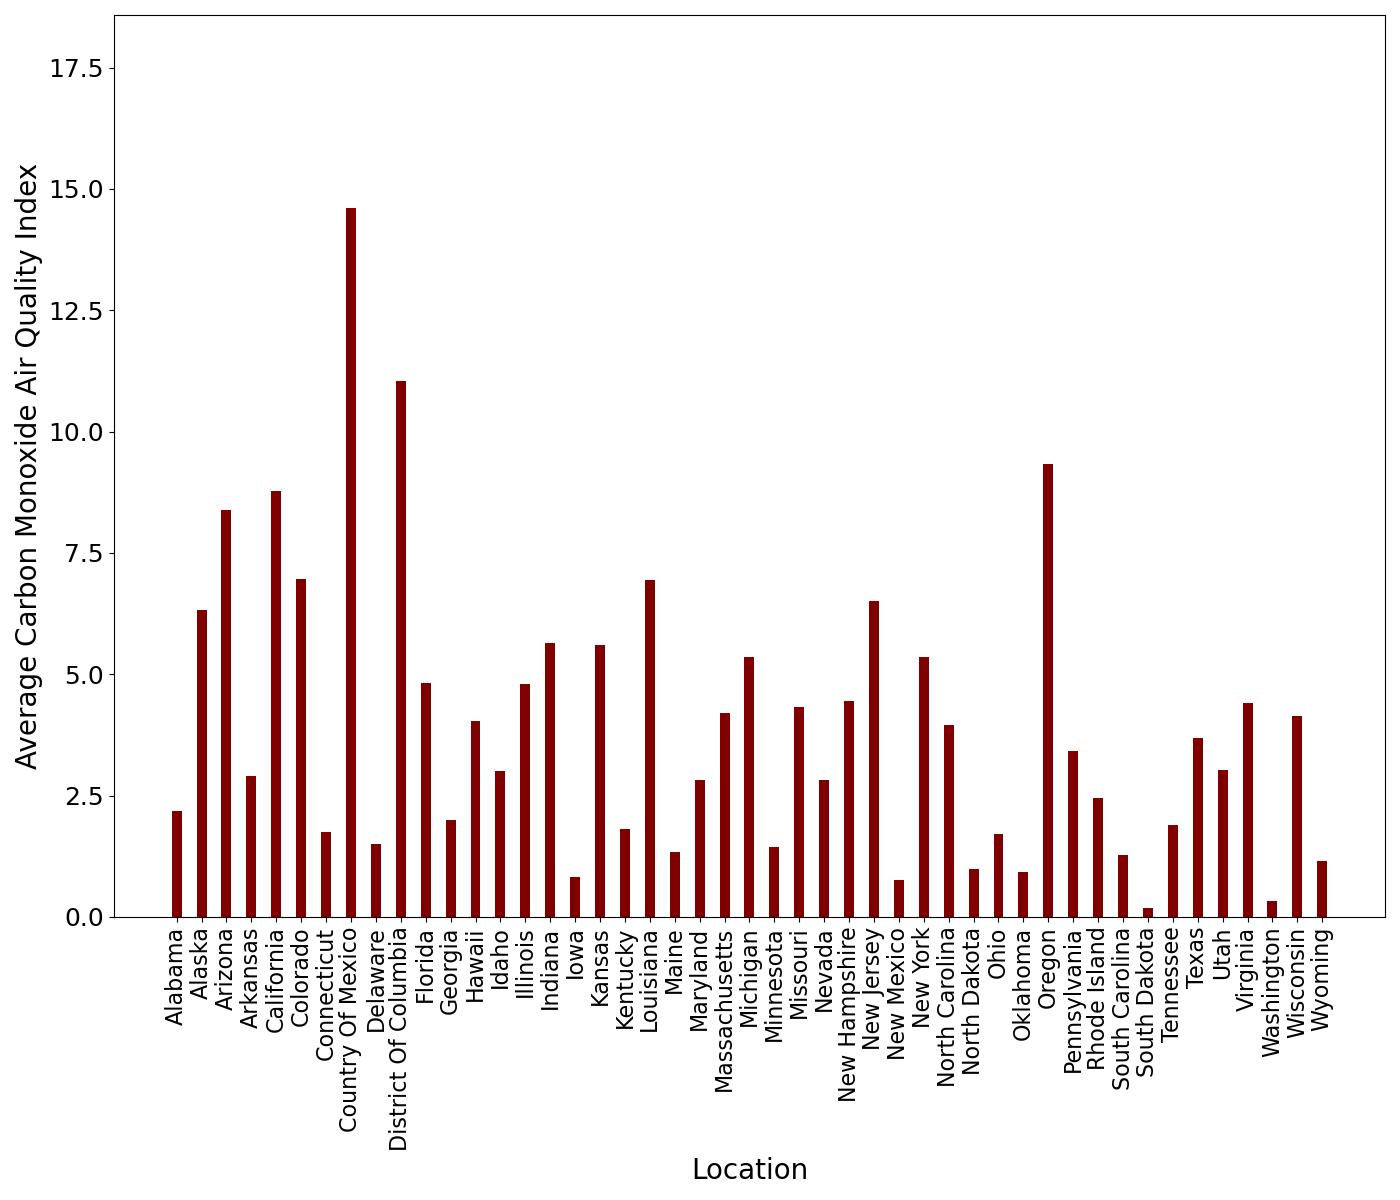 Average Carbon Monoxide Air Quality Index
17.5
15.0
12.5
10.0
7.5
5.0
2.5
0.0
Alabama
Alaska
Arizona
Arkansas
California
Colorado
Connecticut
Country Of Mexico
Delaware
District Of Columbia
Florida
Georgia
Hawaii
Idaho
Illinois
Indiana
Iowa
Kansas
Kentucky
Louisiana
Maine
Maryland
Massachusetts
Michigan
Minnesota
Missouri
Nevada
New Hampshire
New Jersey
New Mexico
New York
North Carolina
North Dakota
Ohio
Oklahoma
Oregon
Pennsylvania
Rhode Island
South Carolina
South Dakota
Tennessee
Texas
Utah
Virginia
Washington
Wisconsin
Wyoming
Location